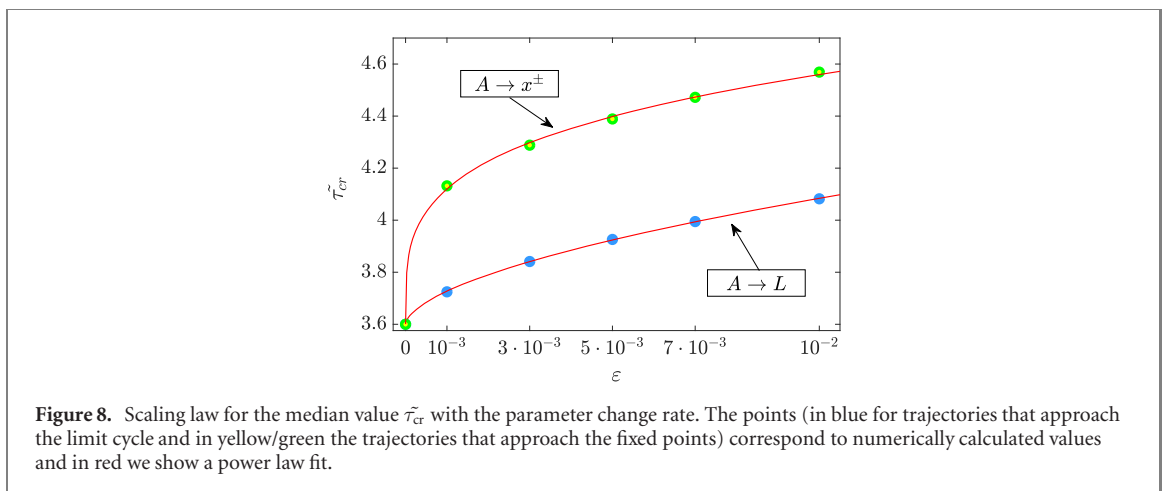 4.6
4.4
4.2
4
3.8
3.6
τ̃_cr
A → x^±
A → L
0
10^−3
3 · 10^−3
5 · 10^−3
7 · 10^−3
10^−2
ε
Figure 8. Scaling law for the median value τ̃_cr with the parameter change rate. The points (in blue for trajectories that approach
the limit cycle and in yellow/green the trajectories that approach the fixed points) correspond to numerically calculated values
and in red we show a power law fit.